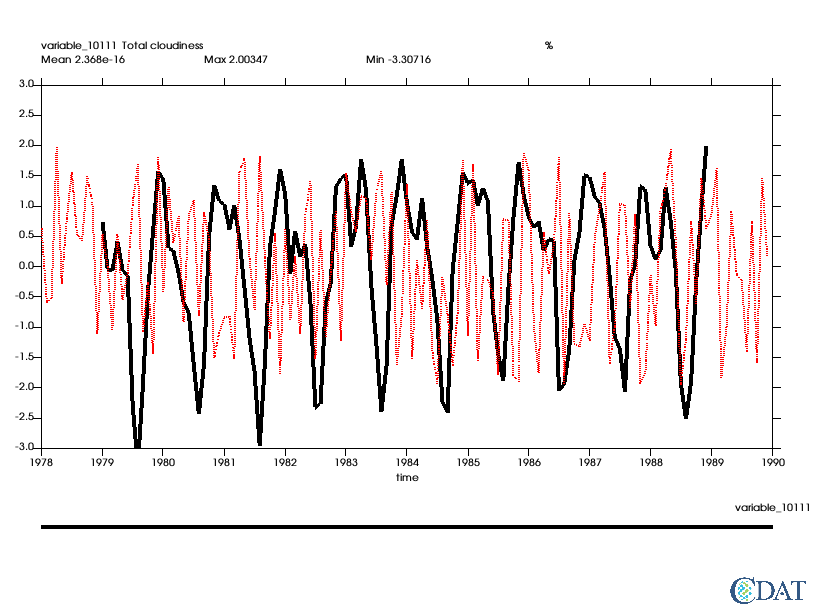 variable_10111 Total cloudiness %
Mean 2.368e-16 Max 2.00347 Min -3.30716
3.0
2.5
2.0
1.5
1.0
0.5
0.0
-0.5
-1.0
-1.5
-2.0
-2.5
-3.0
1978 1979 1980 1981 1982 1983 1984 1985 1986 1987 1988 1989 1990
time
variable_10111
CDAT